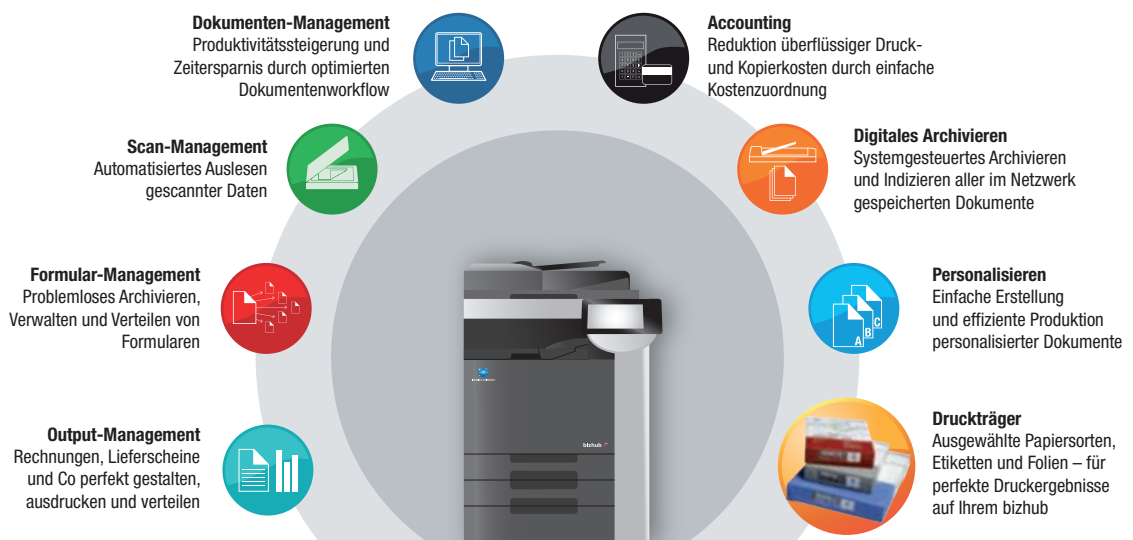 Dokumenten-Management
Produktivitätssteigerung und
Zeitersparnis durch optimierten
Dokumentenworkflow
Accounting
Reduktion überflüssiger Druck-
und Kopierkosten durch einfache
Kostenzuordnung
Scan-Management
Automatisiertes Auslesen
gescannter Daten
Digitales Archivieren
Systemgesteuertes Archivieren
und Indizieren aller im Netzwerk
gespeicherten Dokumente
Formular-Management
Problemloses Archivieren,
Verwalten und Verteilen von
Formularen
Personalisieren
Einfache Erstellung
und effiziente Produktion
personalisierter Dokumente
A
B
C
Output-Management
Rechnungen, Lieferscheine
und Co perfekt gestalten,
ausdrucken und verteilen
Druckträger
Ausgewählte Papiersorten,
Etiketten und Folien – für
perfekte Druckergebnisse
auf Ihrem bizhub
bizhub